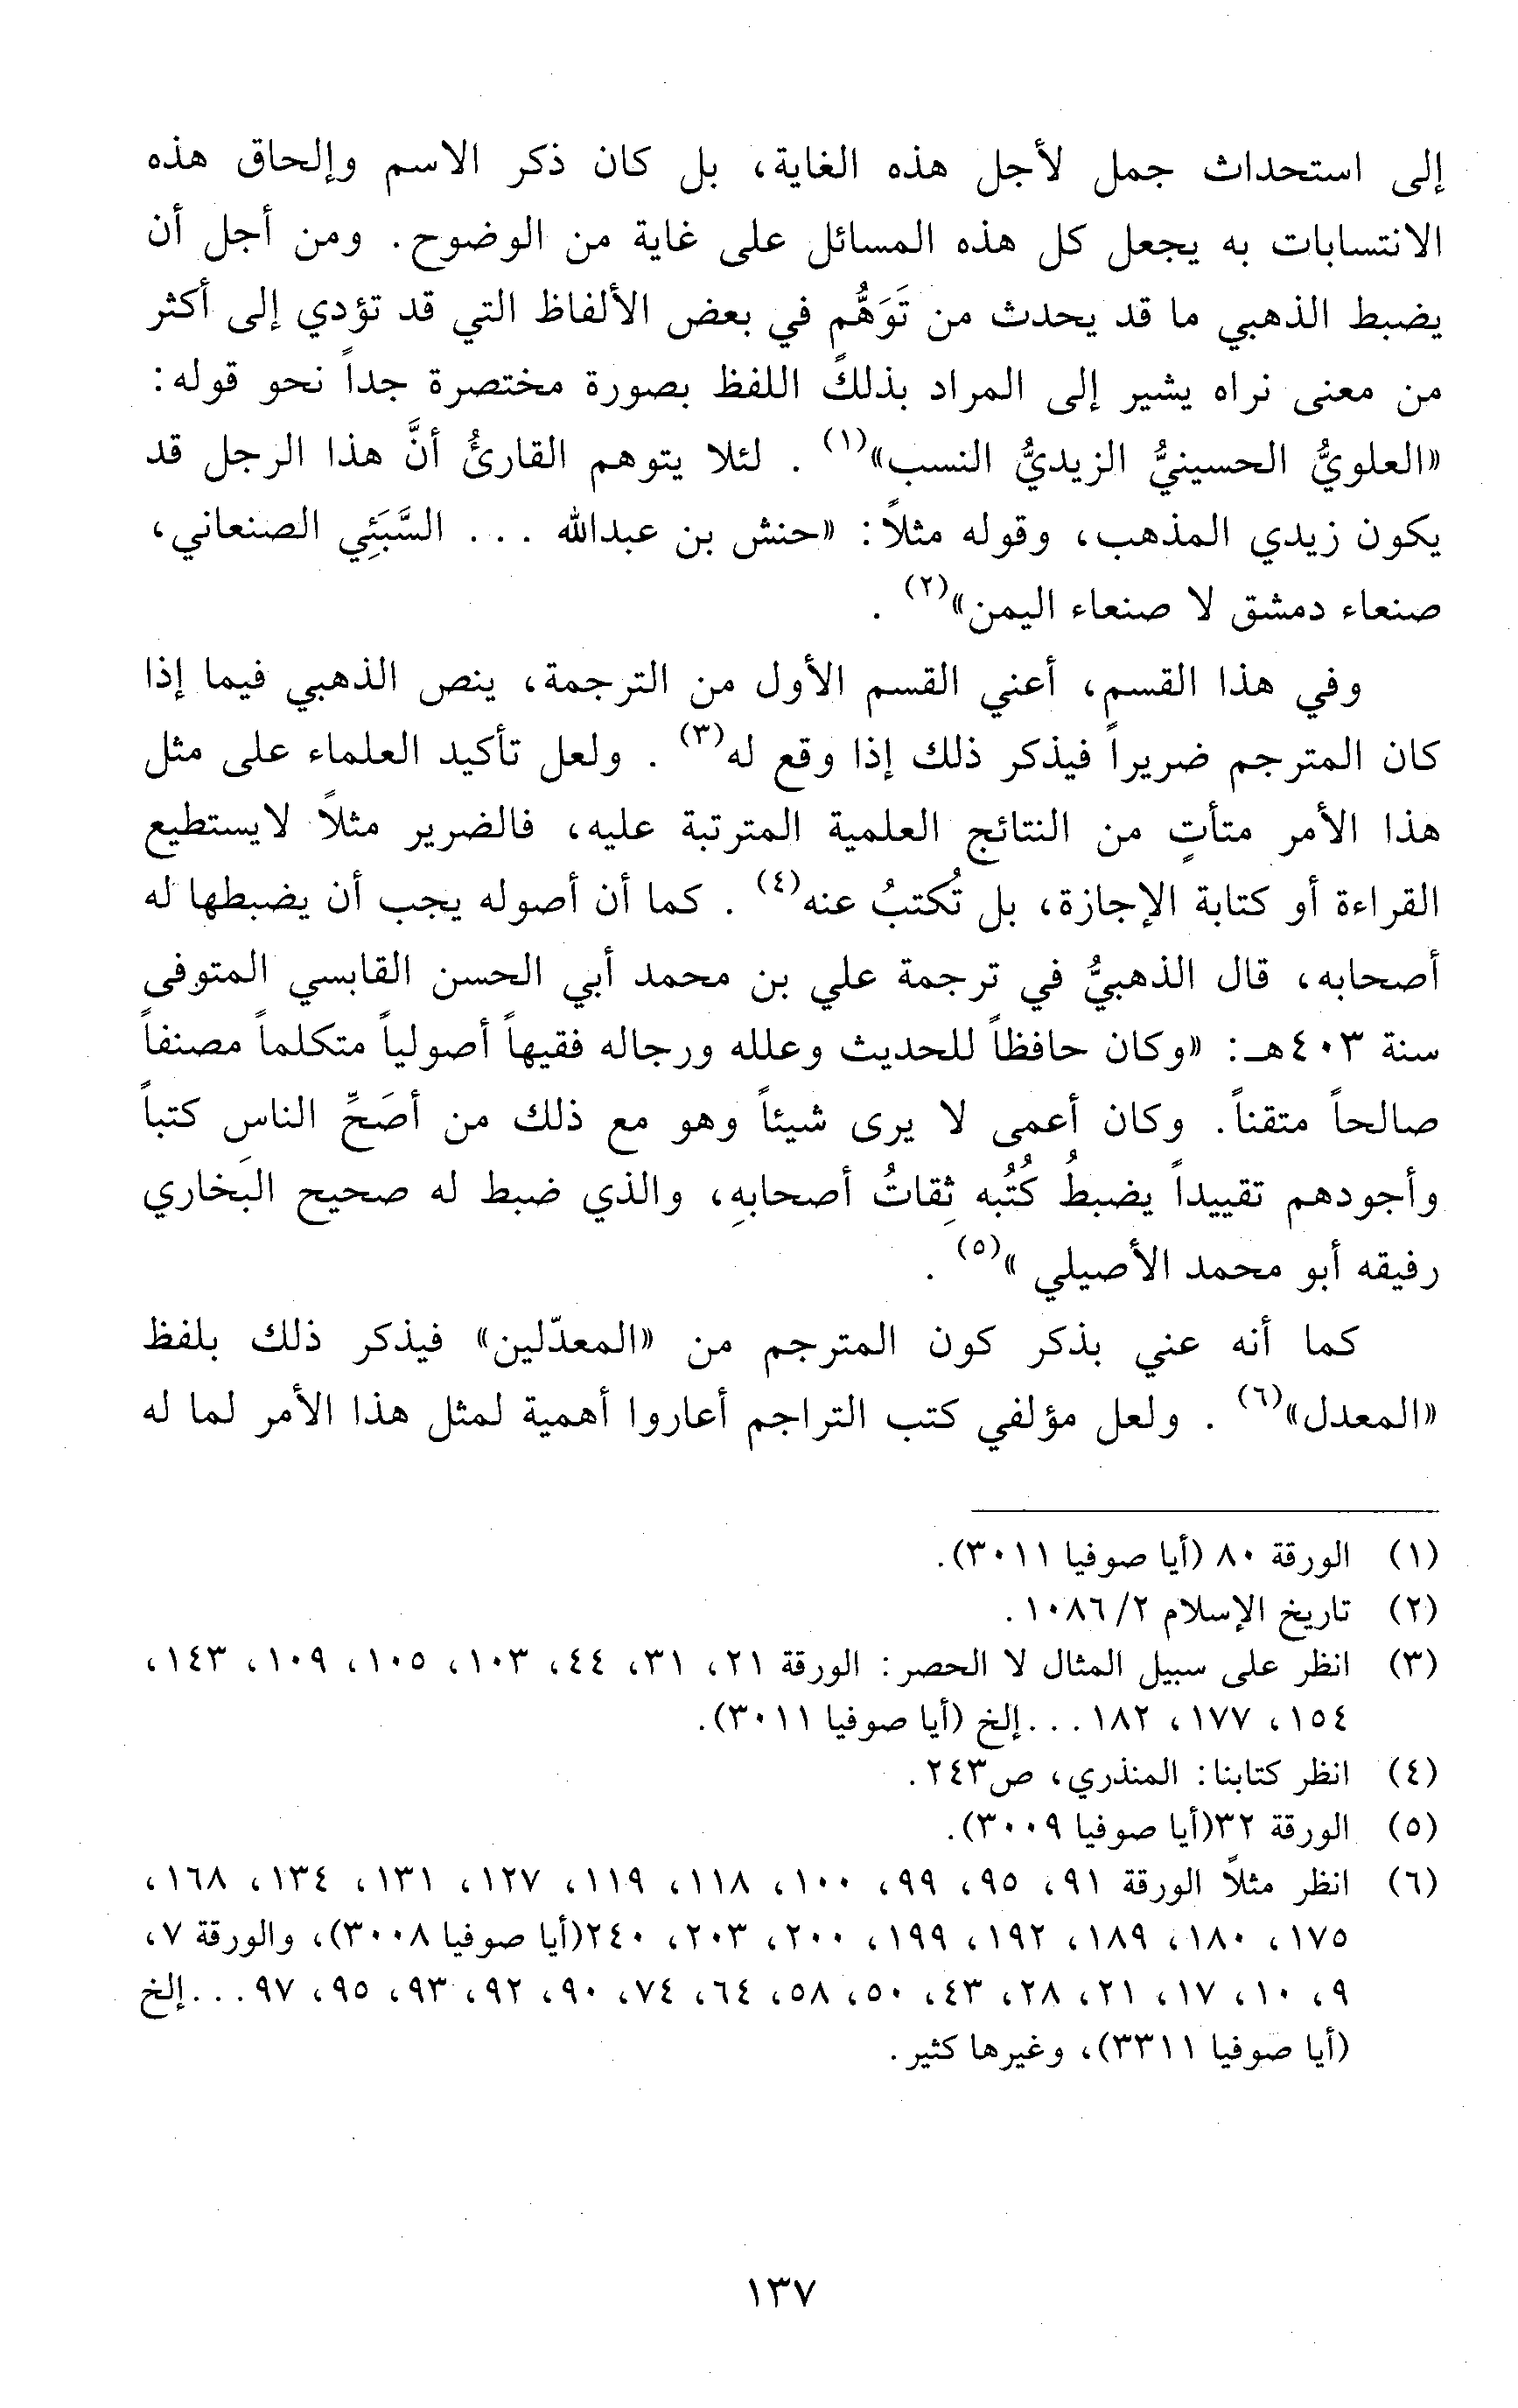 إلى استحداث جمل لأجل هذه الغاية، بل كان ذكر الاسم وإلحاق هذه
الانتسابات به يجعل كل هذه المسائل على غاية من الوضوح. ومن أجل أن
يضبط الذهبي ما قد يحدث من تَوَهُّمٍ في بعض الألفاظ التي قد تؤدي إلى أكثر
من معنى نراه يشير إلى المراد بذلك اللفظ بصورة مختصرة جداً نحو قوله:
«العلويُّ الحسينيُّ الزيديُّ النسب»(١) . لئلا يتوهم القارئُ أنَّ هذا الرجل قد
يكون زيدي المذهب، وقوله مثلاً: «حنش بن عبدالله . . . السَّبَئِي الصنعاني،
صنعاء دمشق لا صنعاء اليمن»(٢) .
وفي هذا القسم، أعني القسم الأول من الترجمة، ينص الذهبي فيما إذا
كان المترجم ضريراً فيذكر ذلك إذا وقع له(٣) . ولعل تأكيد العلماء على مثل
هذا الأمر متأتٍ من النتائج العلمية المترتبة عليه، فالضرير مثلاً لايستطيع
القراءة أو كتابة الإجازة، بل تُكتبُ عنه(٤) . كما أن أصوله يجب أن يضبطها له
أصحابه، قال الذهبيُّ في ترجمة علي بن محمد أبي الحسن القابسي المتوفى
سنة ٤٠٣هـ: «وكان حافظاً للحديث وعلله ورجاله فقيهاً أصولياً متكلماً مصنفاً
صالحاً متقناً. وكان أعمى لا يرى شيئاً وهو مع ذلك من أصَحِّ الناسِ كتباً
وأجودهم تقييداً يضبطُ كُتُبه ثِقاتُ أصحابهِ، والذي ضبط له صحيح البَخاري
رفيقه أبو محمد الأصيلي »(٥) .
كما أنه عني بذكر كون المترجم من «المعدّلين» فيذكر ذلك بلفظ
«المعدل»(٦) . ولعل مؤلفي كتب التراجم أعاروا أهمية لمثل هذا الأمر لما له
(١) الورقة ٨٠ (أيا صوفيا ٣٠١١).
(٢) تاريخ الإسلام ١٠٨٦/٢ .
(٣) انظر على سبيل المثال لا الحصر: الورقة ٢١، ٣١، ٤٤، ١٠٣، ١٠٥، ١٠٩، ١٤٣،
١٥٤، ١٧٧، ١٨٢ . . .إلخ (أيا صوفيا ٣٠١١).
(٤) انظر كتابنا: المنذري، ص٢٤٣.
(٥) الورقة ٣٢(أيا صوفيا ٣٠٠٩).
(٦) انظر مثلاً الورقة ٩١، ٩٥، ٩٩، ١٠٠، ١١٨، ١١٩، ١٢٧، ١٣١، ١٣٤، ١٦٨،
١٧٥، ١٨٠، ١٨٩، ١٩٢، ١٩٩، ٢٠٠، ٢٠٣، ٢٤٠(أيا صوفيا ٣٠٠٨)، والورقة ٧،
٩، ١٠، ١٧، ٢١، ٢٨، ٤٣، ٥٠، ٥٨، ٦٤، ٧٤، ٩٠، ٩٢، ٩٣، ٩٥، ٩٧ . . .إلخ
(أيا صوفيا ٣٣١١)، وغيرها كثير.
١٣٧